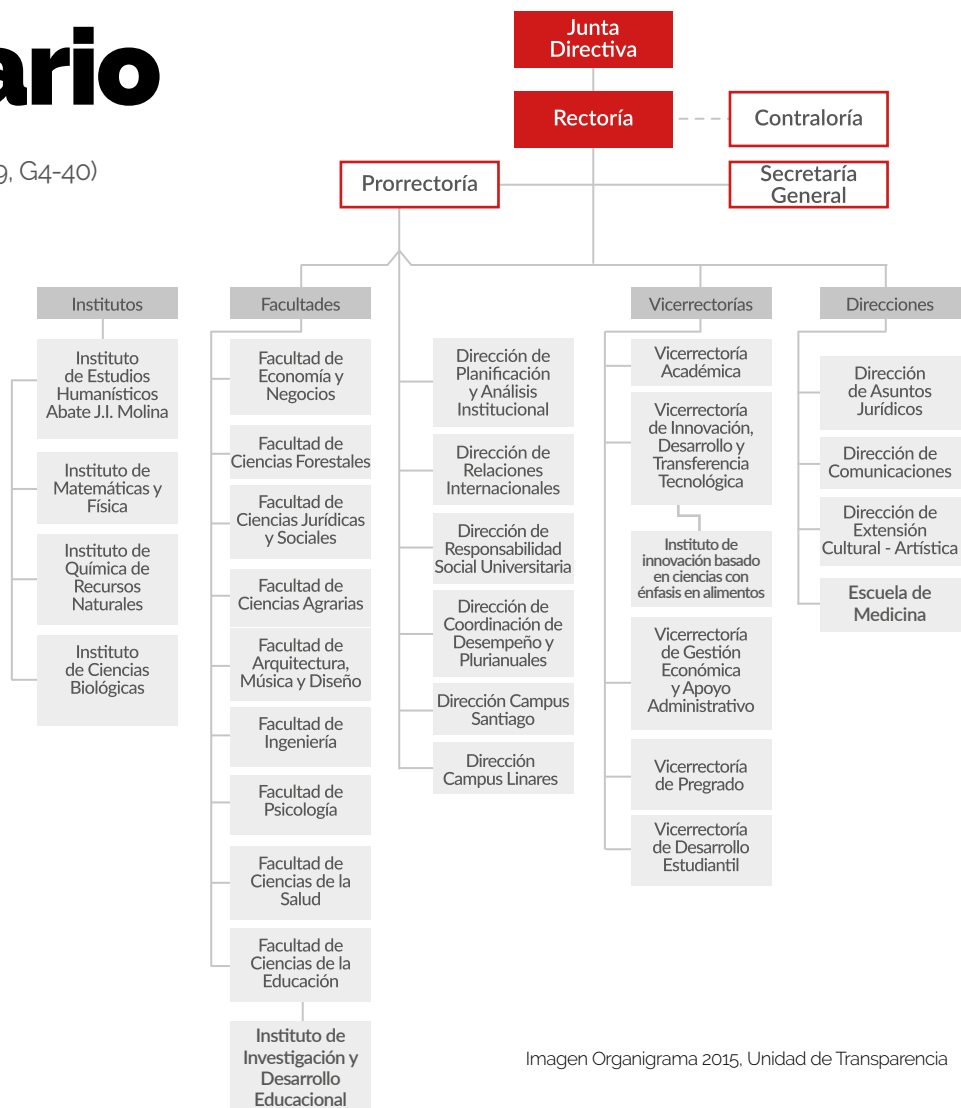 ario
9, G4-40)
Junta
Directiva
Rectoría
Contraloría
Prorrectoría
Secretaría
General
Institutos
Instituto
de Estudios
Humanísticos
Abate J.I. Molina
Instituto de
Matemáticas y
Física
Instituto de
Química de
Recursos
Naturales
Instituto
de Ciencias
Biológicas
Facultades
Facultad de
Economía y
Negocios
Facultad de
Ciencias Forestales
Facultad de
Ciencias Jurídicas
y Sociales
Facultad de
Ciencias Agrarias
Facultad de
Arquitectura,
Música y Diseño
Facultad de
Ingeniería
Facultad de
Psicología
Facultad de
Ciencias de la
Salud
Facultad de
Ciencias de la
Educación
Instituto de
Investigación y
Desarrollo
Educacional
Dirección de
Planificación
y Análisis
Institucional
Dirección de
Relaciones
Internacionales
Dirección de
Responsabilidad
Social Universitaria
Dirección de
Coordinación de
Desempeño y
Plurianuales
Dirección Campus
Santiago
Dirección
Campus Linares
Vicerrectorías
Vicerrectoría
Académica
Vicerrectoría
de Innovación,
Desarrollo y
Transferencia
Tecnológica
Instituto de
innovación basado
en ciencias con
énfasis en alimentos
Vicerrectoría
de Gestión
Económica
y Apoyo
Administrativo
Vicerrectoría
de Pregrado
Vicerrectoría
de Desarrollo
Estudiantil
Direcciones
Dirección
de Asuntos
Jurídicos
Dirección de
Comunicaciones
Dirección de
Extensión
Cultural - Artística
Escuela de
Medicina
Imagen Organigrama 2015, Unidad de Transparencia